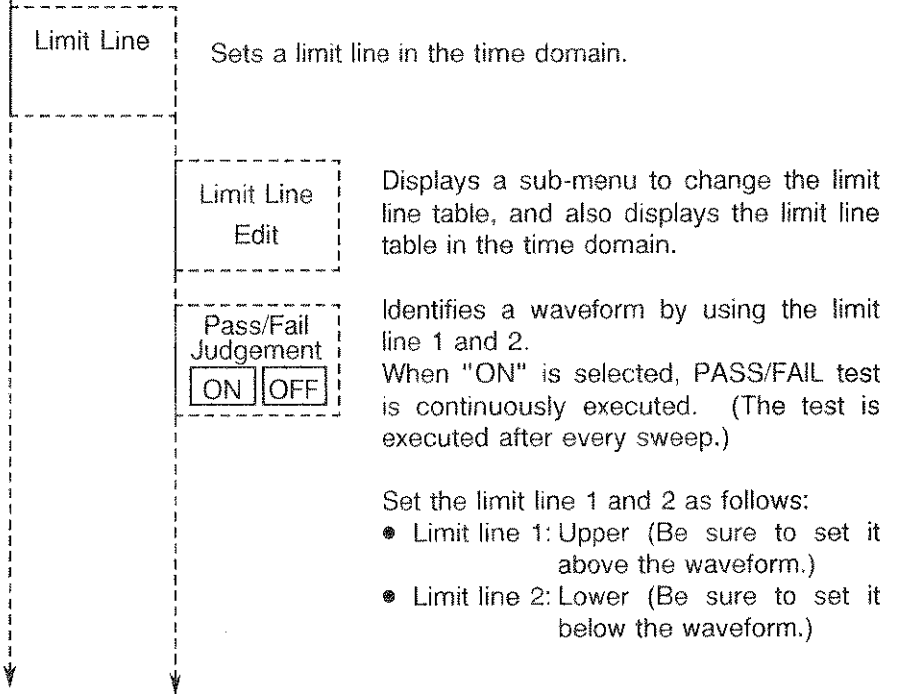 Limit Line
Sets a limit line in the time domain.
Limit Line
Edit
Displays a sub-menu to change the limit
line table, and also displays the limit line
table in the time domain.
Pass/Fail
Judgement
ON OFF
Identifies a waveform by using the limit
line 1 and 2.
When "ON" is selected, PASS/FAIL test
is continuously executed. (The test is
executed after every sweep.)
Set the limit line 1 and 2 as follows:
● Limit line 1: Upper (Be sure to set it
above the waveform.)
● Limit line 2: Lower (Be sure to set it
below the waveform.)